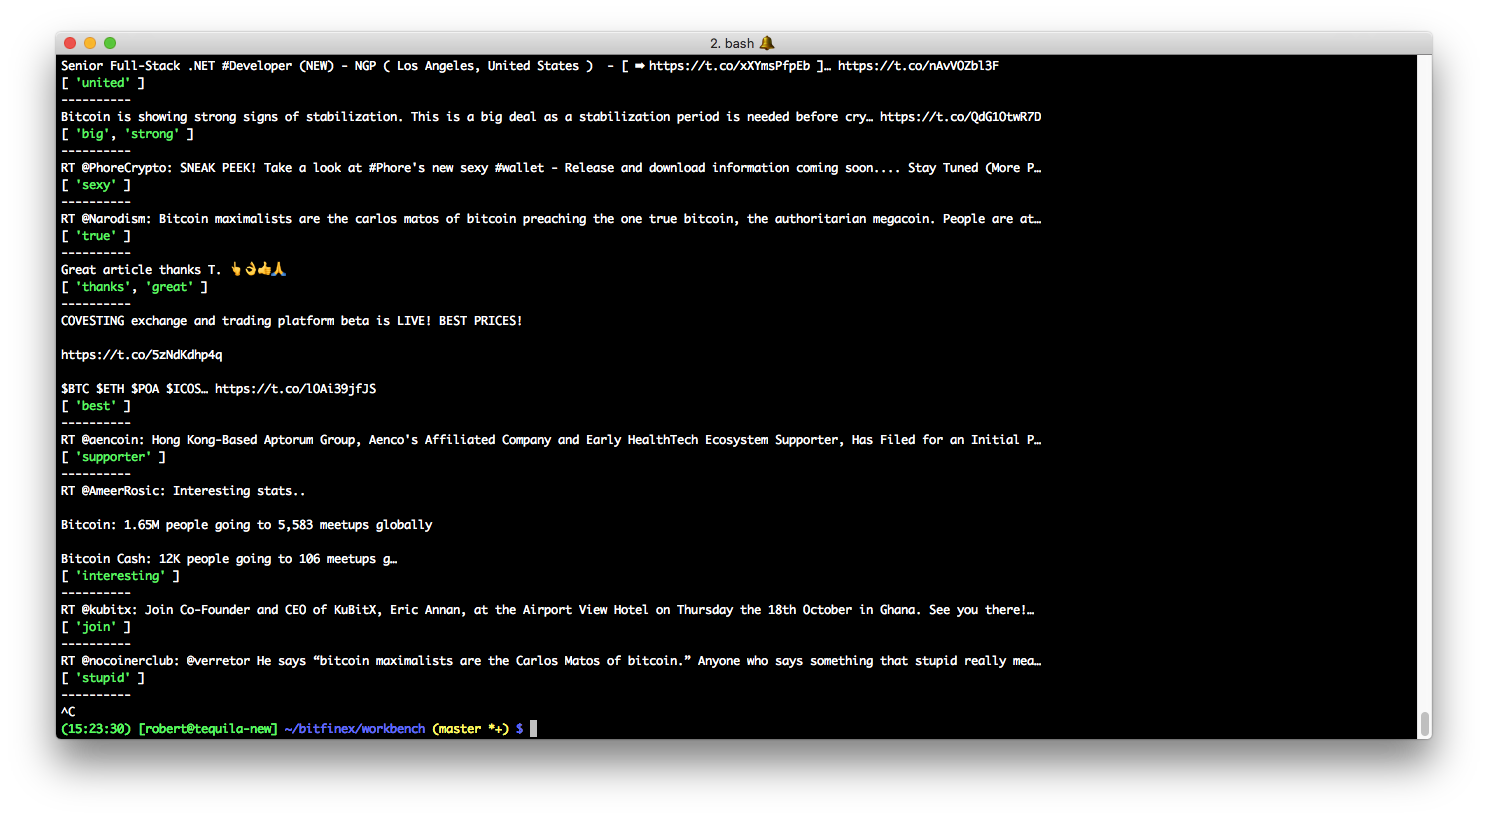 2. bash 🔔
Senior Full-Stack .NET #Developer (NEW) - NGP ( Los Angeles, United States )  - [ ➡ https://t.co/xXYmsPfpEb ]… https://t.co/nAvVOZbl3F
[ 'united' ]
----------
Bitcoin is showing strong signs of stabilization. This is a big deal as a stabilization period is needed before cry… https://t.co/QdG1OtwR7D
[ 'big', 'strong' ]
----------
RT @PhoreCrypto: SNEAK PEEK! Take a look at #Phore's new sexy #wallet - Release and download information coming soon.... Stay Tuned (More P…
[ 'sexy' ]
----------
RT @Narodism: Bitcoin maximalists are the carlos matos of bitcoin preaching the one true bitcoin, the authoritarian megacoin. People are at…
[ 'true' ]
----------
Great article thanks T. 👆👌👍🙏
[ 'thanks', 'great' ]
----------
COVESTING exchange and trading platform beta is LIVE! BEST PRICES!
https://t.co/5zNdKdhp4q
$BTC $ETH $POA $ICOS… https://t.co/lOAi39jfJS
[ 'best' ]
----------
RT @aencoin: Hong Kong-Based Aptorum Group, Aenco's Affiliated Company and Early HealthTech Ecosystem Supporter, Has Filed for an Initial P…
[ 'supporter' ]
----------
RT @AmeerRosic: Interesting stats..
Bitcoin: 1.65M people going to 5,583 meetups globally
Bitcoin Cash: 12K people going to 106 meetups g…
[ 'interesting' ]
----------
RT @kubitx: Join Co-Founder and CEO of KuBitX, Eric Annan, at the Airport View Hotel on Thursday the 18th October in Ghana. See you there!…
[ 'join' ]
----------
RT @nocoinerclub: @verretor He says “bitcoin maximalists are the Carlos Matos of bitcoin.” Anyone who says something that stupid really mea…
[ 'stupid' ]
----------
^C
(15:23:30) [robert@tequila-new] ~/bitfinex/workbench (master *+) $